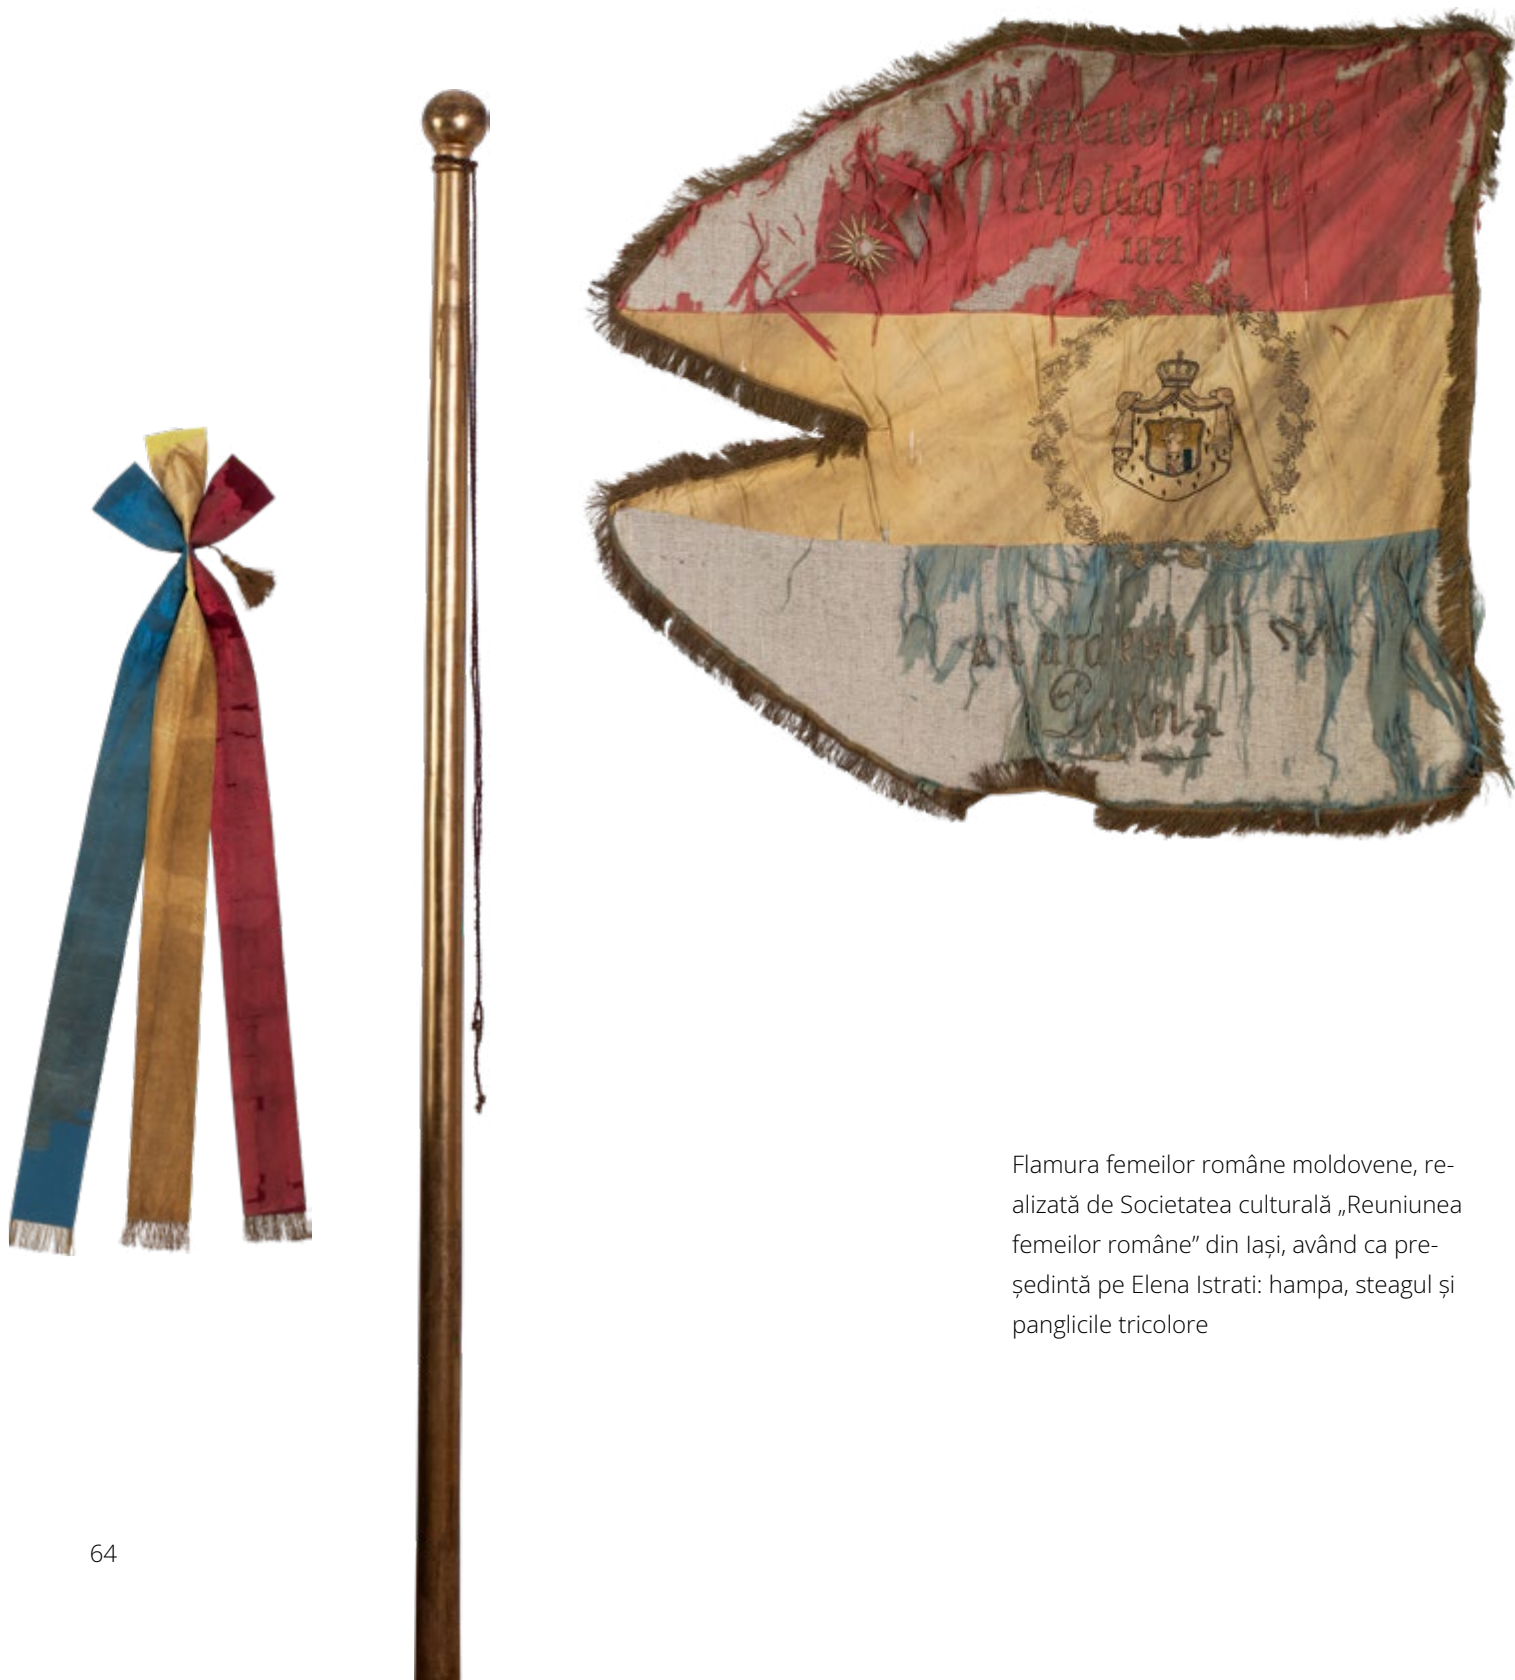 Moldovene
1871
Flamura femeilor române moldovene, re-
alizată de Societatea culturală „Reuniunea
femeilor române” din Iași, având ca pre-
ședintă pe Elena Istrati: hampa, steagul și
panglicile tricolore
64